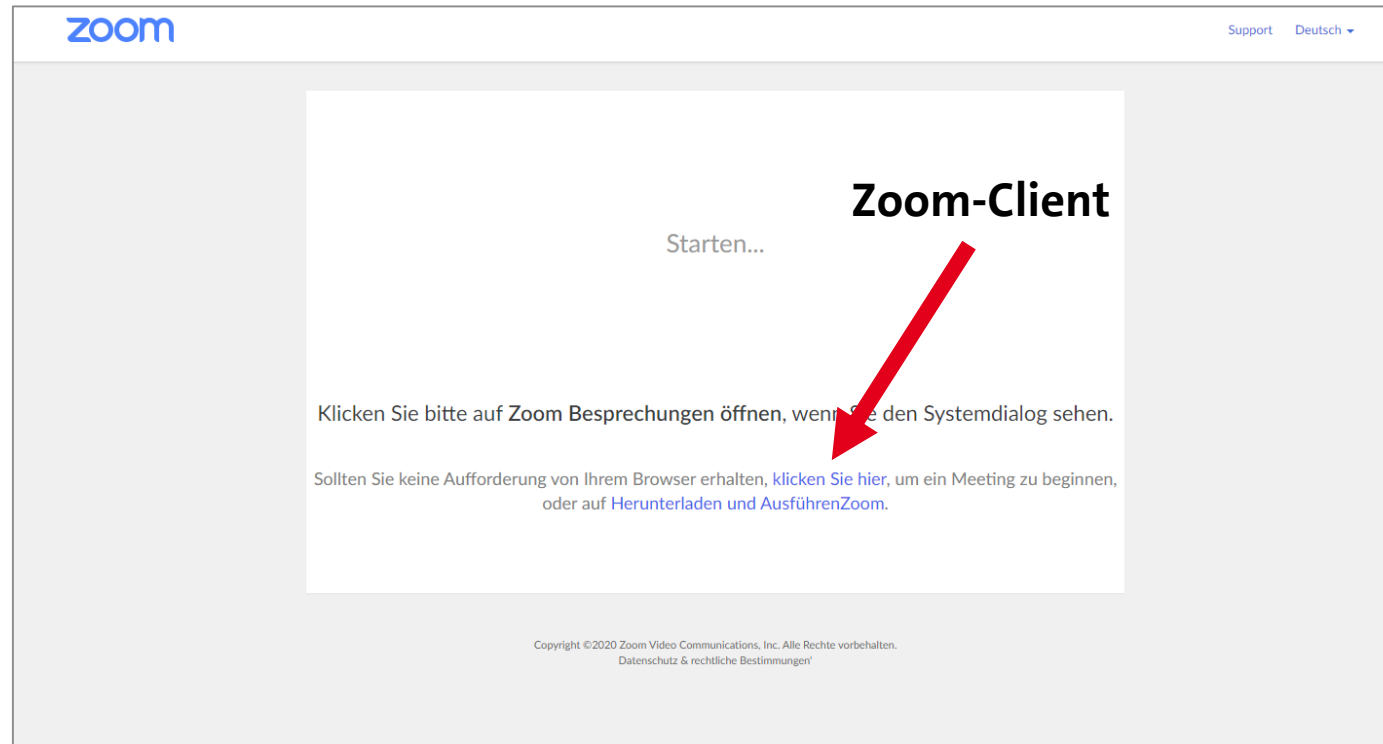 zoom
Support Deutsch
Zoom-Client
Starten...
Klicken Sie bitte auf Zoom Besprechungen öffnen, wenn Sie den Systemdialog sehen.
Sollten Sie keine Aufforderung von Ihrem Browser erhalten, klicken Sie hier, um ein Meeting zu beginnen,
oder auf Herunterladen und AusführenZoom.
Copyright ©2020 Zoom Video Communications, Inc. Alle Rechte vorbehalten.
Datenschutz & rechtliche Bestimmungen'